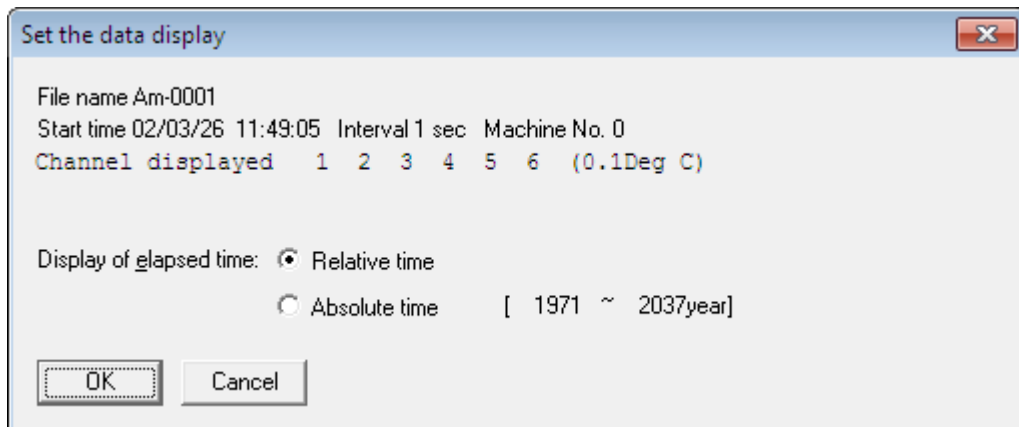 Set the data display
File name Am-0001
Start time 02/03/26 11:49:05 Interval 1 sec Machine No. 0
Channel displayed 1 2 3 4 5 6 (0.1Deg C)
Display of elapsed time: Relative time
Absolute time [ 1971 ~ 2037year]
OK Cancel